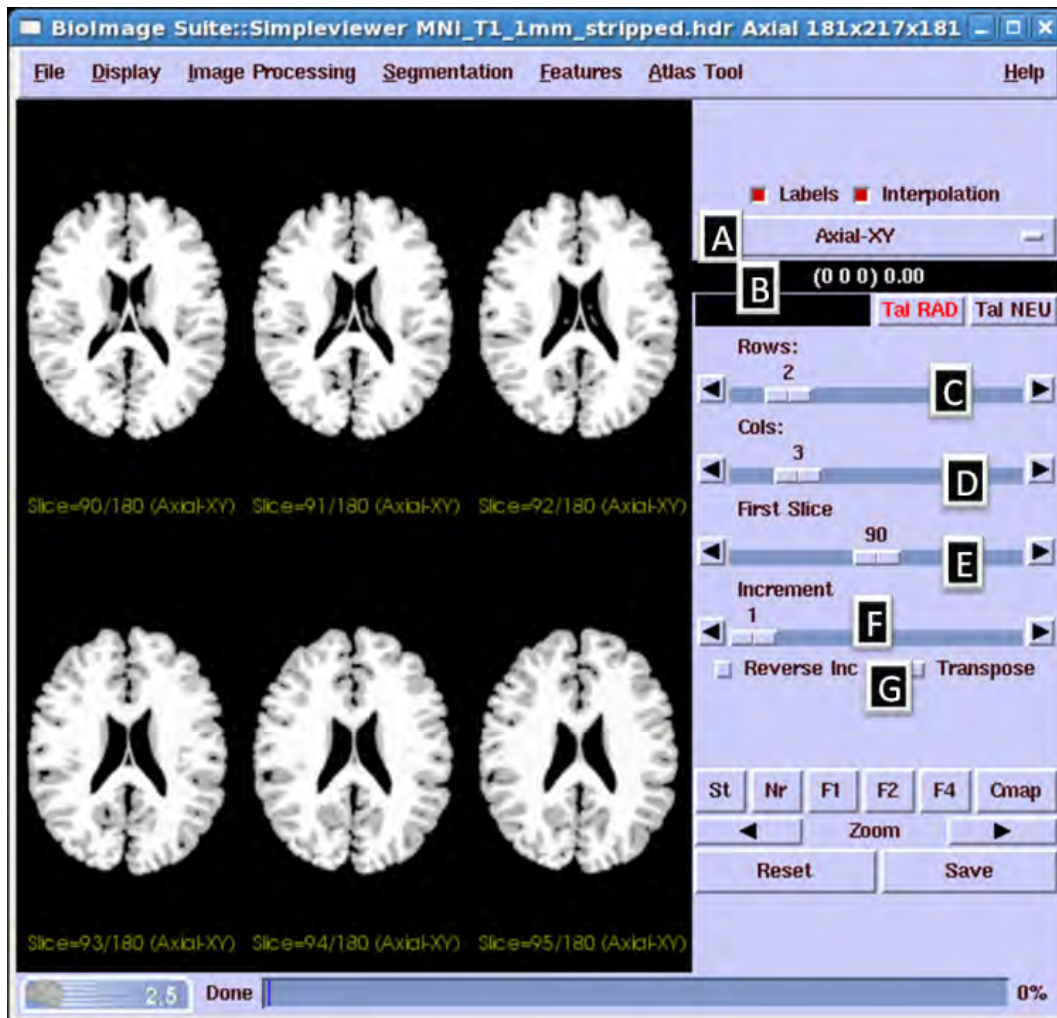 BioImage Suite::Simpleviewer MNI_T1_1mm_stripped.hdr Axial 181x217x181
File Display Image Processing Segmentation Features Atlas Tool Help
Labels Interpolation
A Axial-XY
B (0 0 0) 0.00
Tal RAD Tal NEU
Rows:
2
C
Cols:
3
D
First Slice
90
E
Increment
1
F
Reverse Inc G Transpose
Slice=90/180 (Axial-XY) Slice=91/180 (Axial-XY) Slice=92/180 (Axial-XY)
St Nr F1 F2 F4 Cmap
Zoom
Reset Save
Slice=93/180 (Axial-XY) Slice=94/180 (Axial-XY) Slice=95/180 (Axial-XY)
2.5 Done 0%